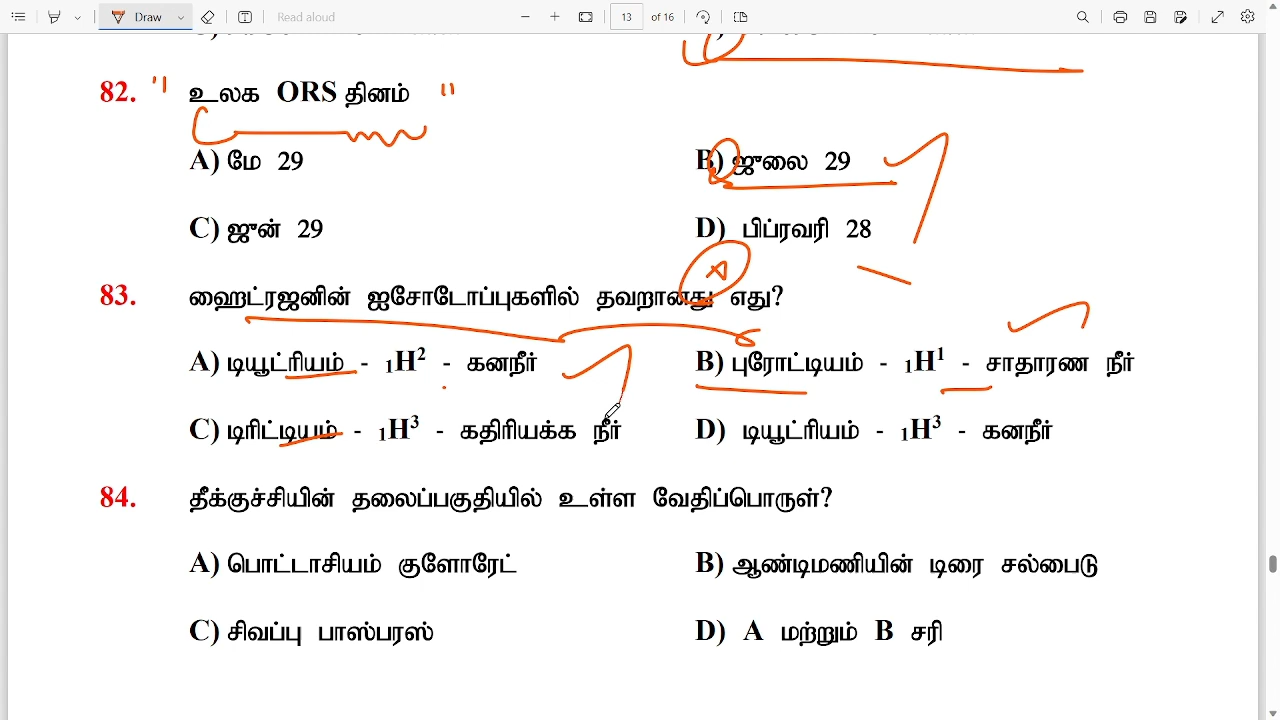 Draw Read aloud 13 of 16
82. " உலக ORS தினம் "
A) மே 29 B) ஜுலை 29
C) ஜுன் 29 D) பிப்ரவரி 28
83. ஹைட்ரஜனின் ஐசோடோப்புகளில் தவறானது எது?
A) டியூட்ரியம் - ₁H² - கனநீர் B) புரோட்டியம் - ₁H¹ - சாதாரண நீர்
C) டிரிட்டியம் - ₁H³ - கதிரியக்க நீர் D) டியூட்ரியம் - ₁H³ - கனநீர்
84. தீக்குச்சியின் தலைப்பகுதியில் உள்ள வேதிப்பொருள்?
A) பொட்டாசியம் குளோரேட் B) ஆண்டிமணியின் டிரை சல்பைடு
C) சிவப்பு பாஸ்பரஸ் D) A மற்றும் B சரி